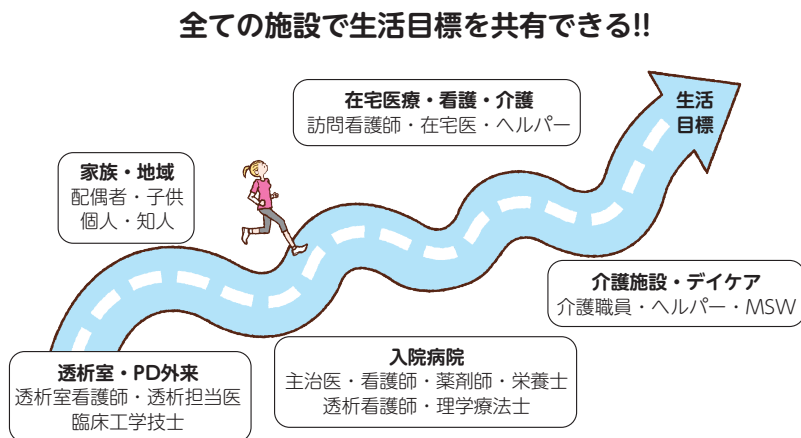 全ての施設で生活目標を共有できる!!
在宅医療・看護・介護
訪問看護師・在宅医・ヘルパー
生活
目標
家族・地域
配偶者・子供
個人・知人
介護施設・デイケア
介護職員・ヘルパー・MSW
透析室・PD外来
透析室看護師・透析担当医
臨床工学技士
入院病院
主治医・看護師・薬剤師・栄養士
透析看護師・理学療法士